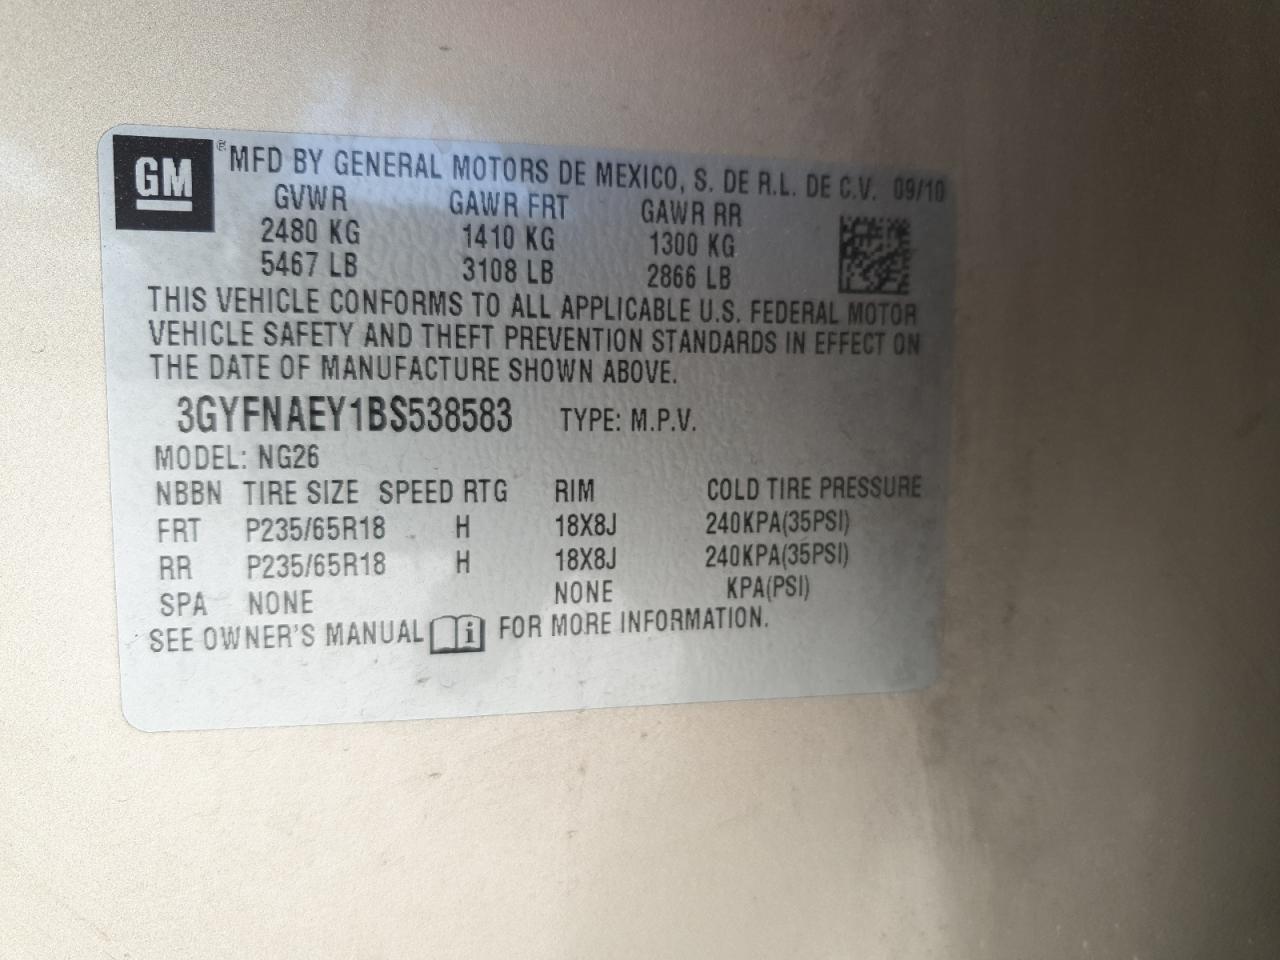 GM® MFD BY GENERAL MOTORS DE MEXICO, S. DE R.L. DE C.V. 09/10
GVWR GAWR FRT GAWR RR
2480 KG 1410 KG 1300 KG
5467 LB 3108 LB 2866 LB
THIS VEHICLE CONFORMS TO ALL APPLICABLE U.S. FEDERAL MOTOR
VEHICLE SAFETY AND THEFT PREVENTION STANDARDS IN EFFECT ON
THE DATE OF MANUFACTURE SHOWN ABOVE.
3GYFNAEY1BS538583 TYPE: M.P.V.
MODEL: NG26
NBBN TIRE SIZE SPEED RTG RIM COLD TIRE PRESSURE
FRT P235/65R18 H 18X8J 240KPA(35PSI)
RR P235/65R18 H 18X8J 240KPA(35PSI)
SPA NONE NONE KPA(PSI)
SEE OWNER'S MANUAL i FOR MORE INFORMATION.